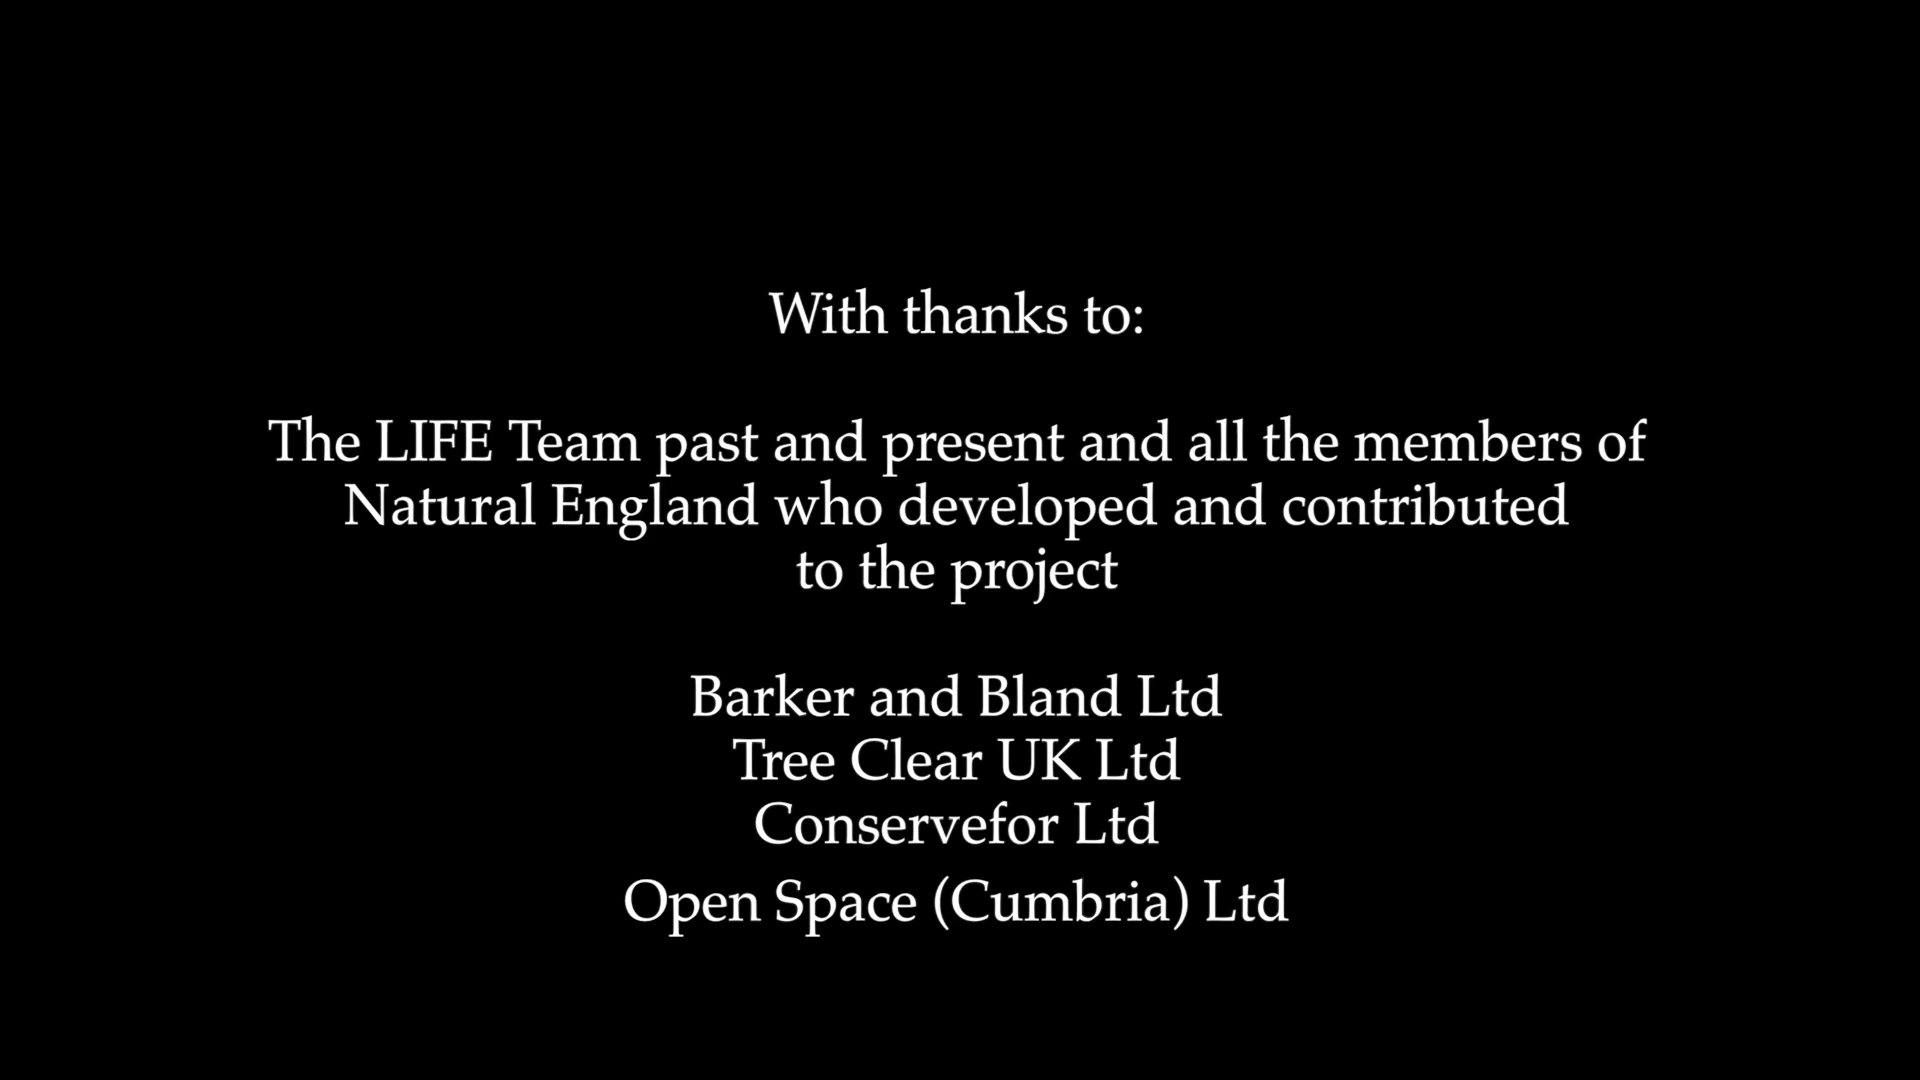 With thanks to:
The LIFE Team past and present and all the members of
Natural England who developed and contributed
to the project
Barker and Bland Ltd
Tree Clear UK Ltd
Conservefor Ltd
Open Space (Cumbria) Ltd